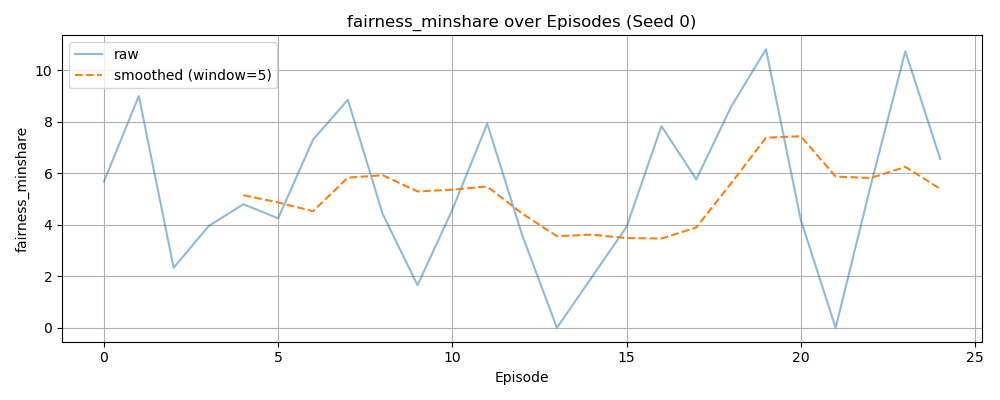 fairness_minshare over Episodes (Seed 0)
raw
smoothed (window=5)
fairness_minshare
10
8
6
4
2
0
0 5 10 15 20 25
Episode